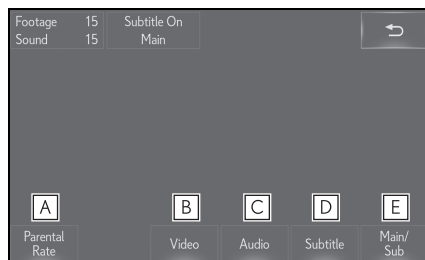 Footage 15 Subtitle On
Sound 15 Main
A B C D E
Parental Rate Video Audio Subtitle Main/ Sub